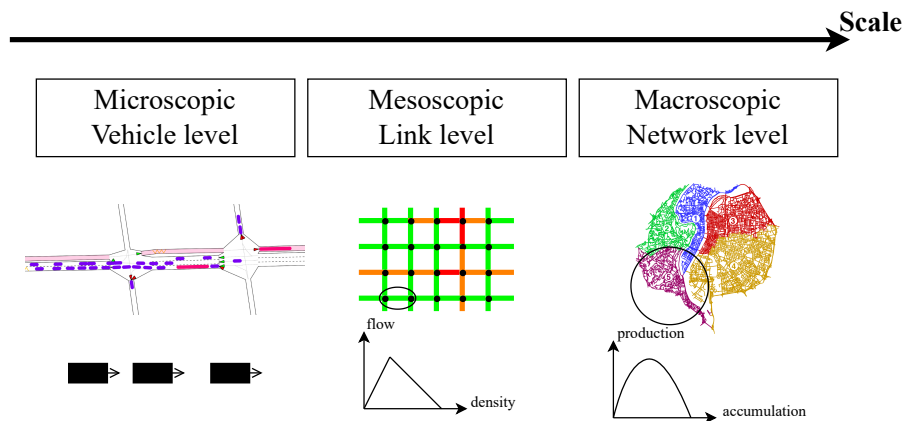 Scale
Microscopic
Vehicle level
Mesoscopic
Link level
Macroscopic
Network level
flow
density
production
accumulation